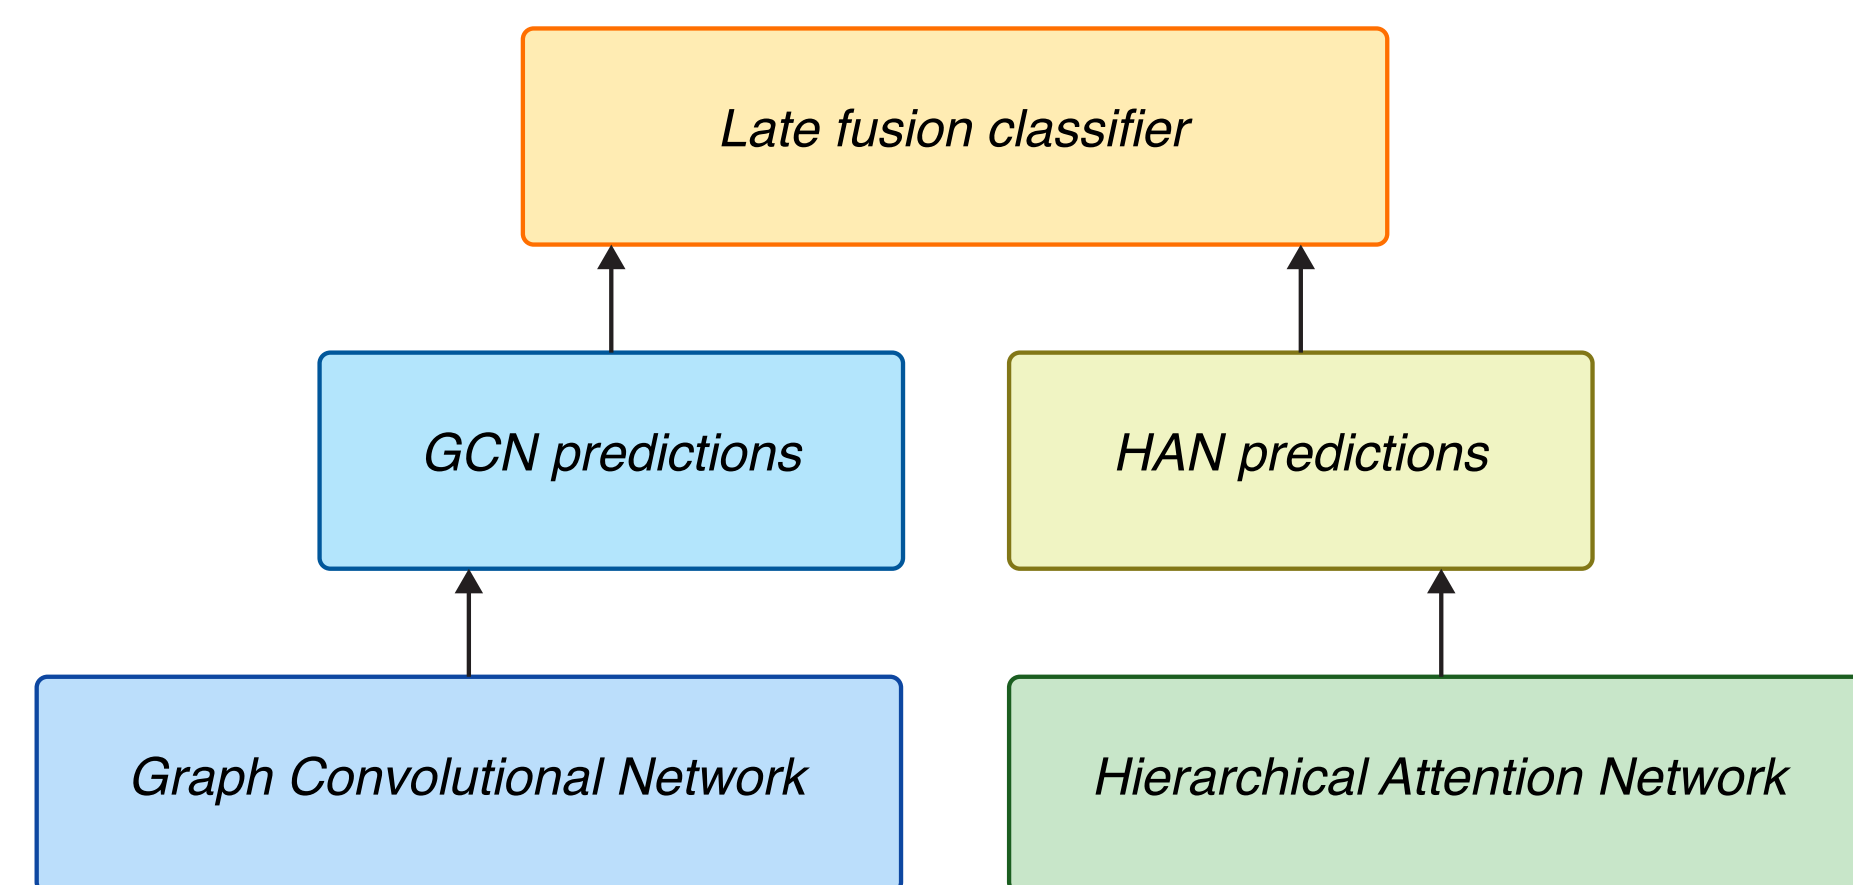 Late fusion classifier
GCN predictions
HAN predictions
Graph Convolutional Network
Hierarchical Attention Network